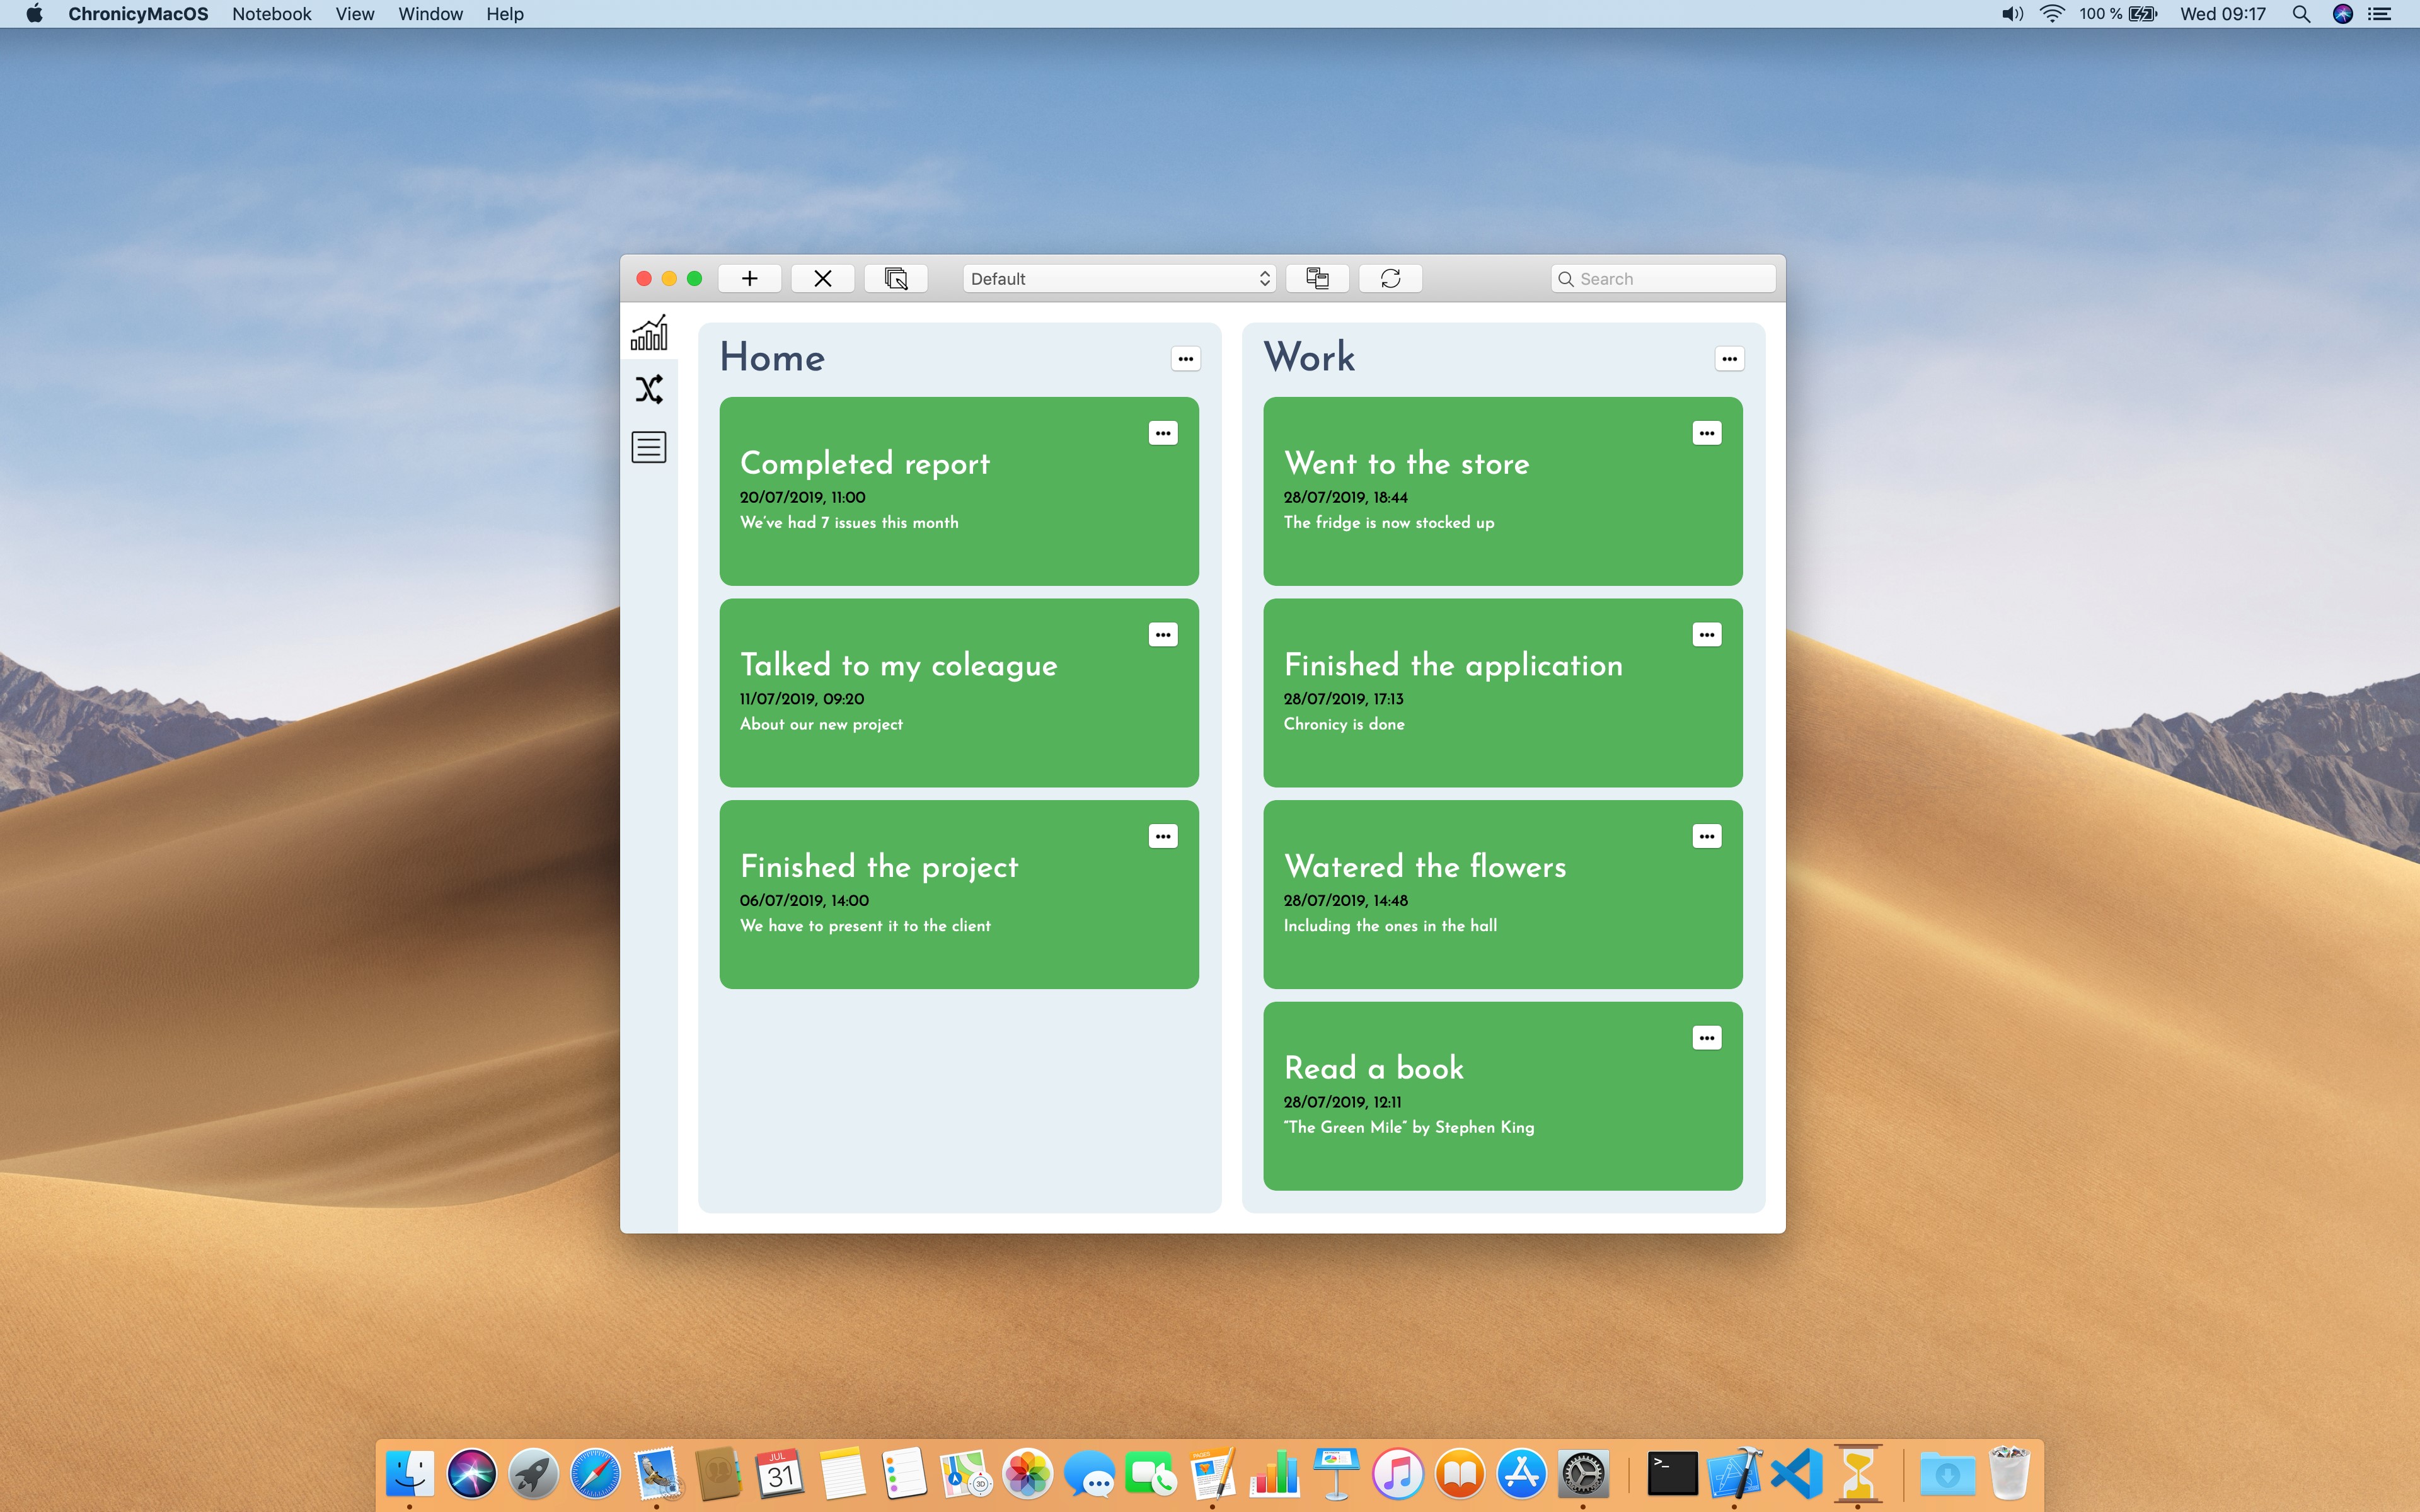 ChronicyMacOS Notebook View Window Help
100 % Wed 09:17
Default
Search
Home
Completed report
20/07/2019, 11:00
We've had 7 issues this month
Talked to my coleague
11/07/2019, 09:20
About our new project
Finished the project
06/07/2019, 14:00
We have to present it to the client
Work
Went to the store
28/07/2019, 18:44
The fridge is now stocked up
Finished the application
28/07/2019, 17:13
Chronicy is done
Watered the flowers
28/07/2019, 14:48
Including the ones in the hall
Read a book
28/07/2019, 12:11
"The Green Mile" by Stephen King
JUL
31
3D
PAGES
>_